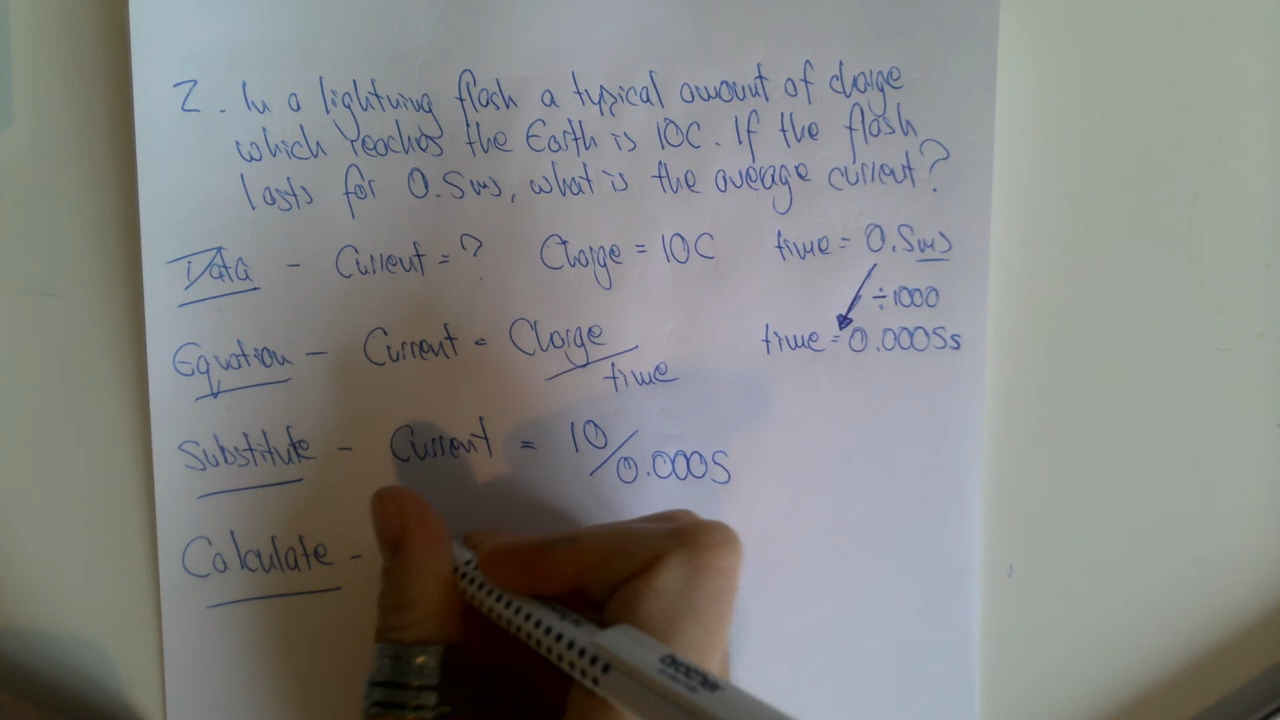 2. In a lightning flash a typical amount of charge
which reaches the Earth is 10C. If the flash
lasts for 0.5ms, what is the average current?
Data - Current = ? Charge = 10C time = 0.5ms
÷1000
time = 0.0005s
Equation - Current = Charge / time
Substitute - Current = 10/0.0005
Calculate -